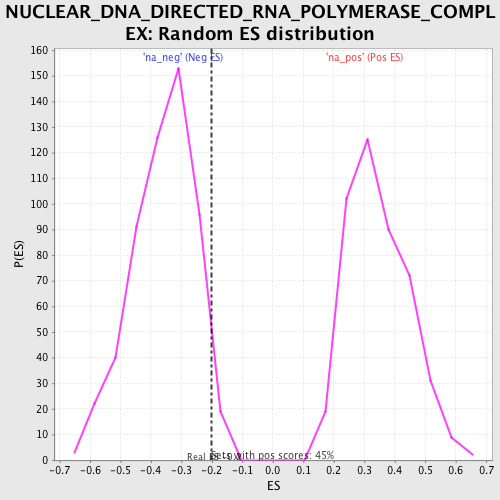 NUCLEAR_DNA_DIRECTED_RNA_POLYMERASE_COMPL
EX: Random ES distribution
'na_neg' (Neg ES)
'na_pos' (Pos ES)
P(ES)
160
150
140
130
120
110
100
90
80
70
60
50
40
30
20
10
0
Real ES
with pos scores: 45%
-0.7 -0.6 -0.5 -0.4 -0.3 -0.2 -0.1 0.0 0.1 0.2 0.3 0.4 0.5 0.6 0.7
ES